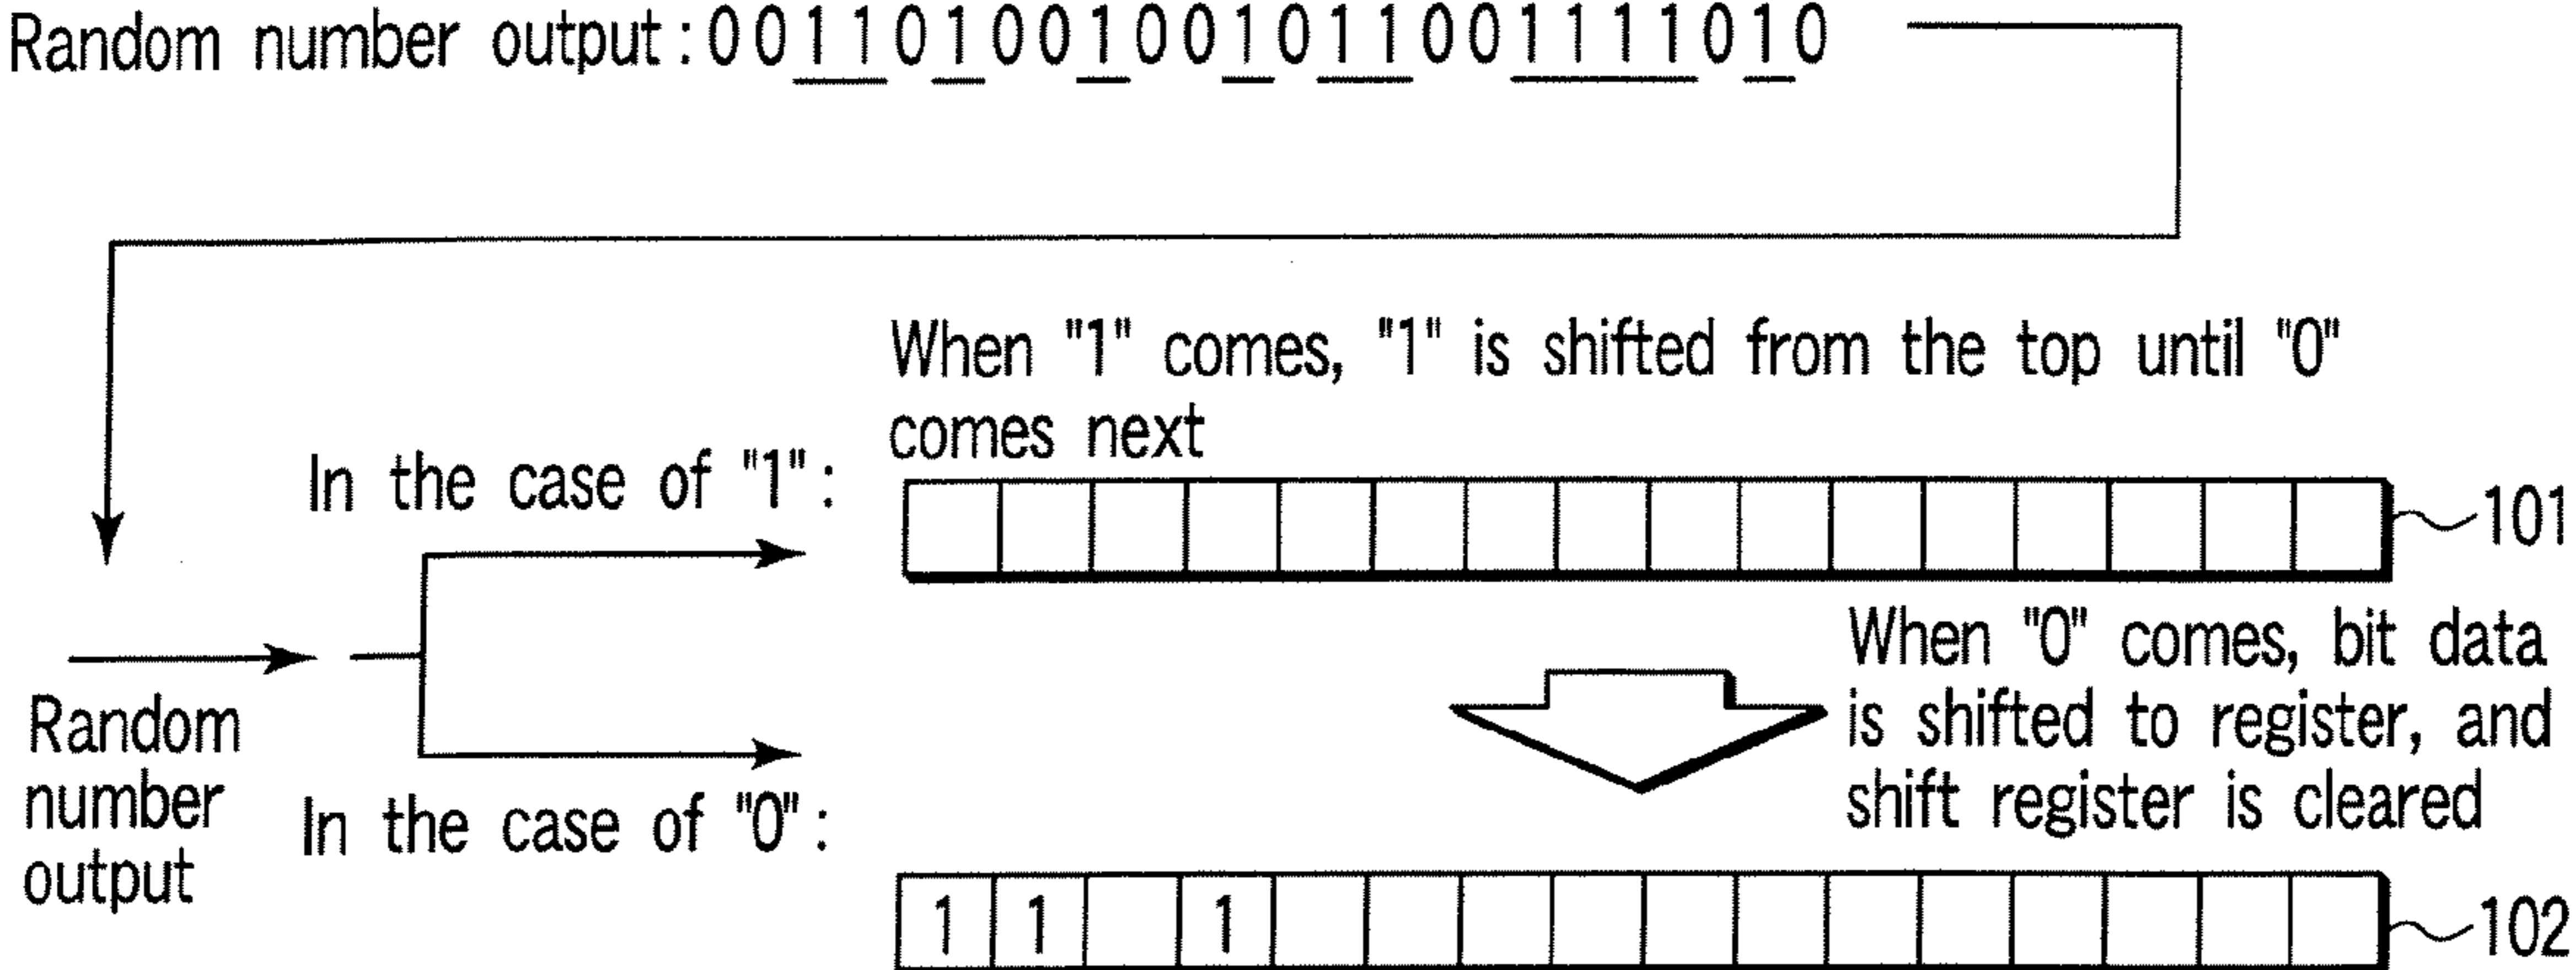 Random number output : 0 0 1 1 0 1 0 0 1 0 0 1 0 1 1 0 0 1 1 1 1 0 1 0
When "1" comes, "1" is shifted from the top until "0"
comes next
In the case of "1" :
101
When "0" comes, bit data
is shifted to register, and
shift register is cleared
Random
number
output
In the case of "0" :
1 1 1
102